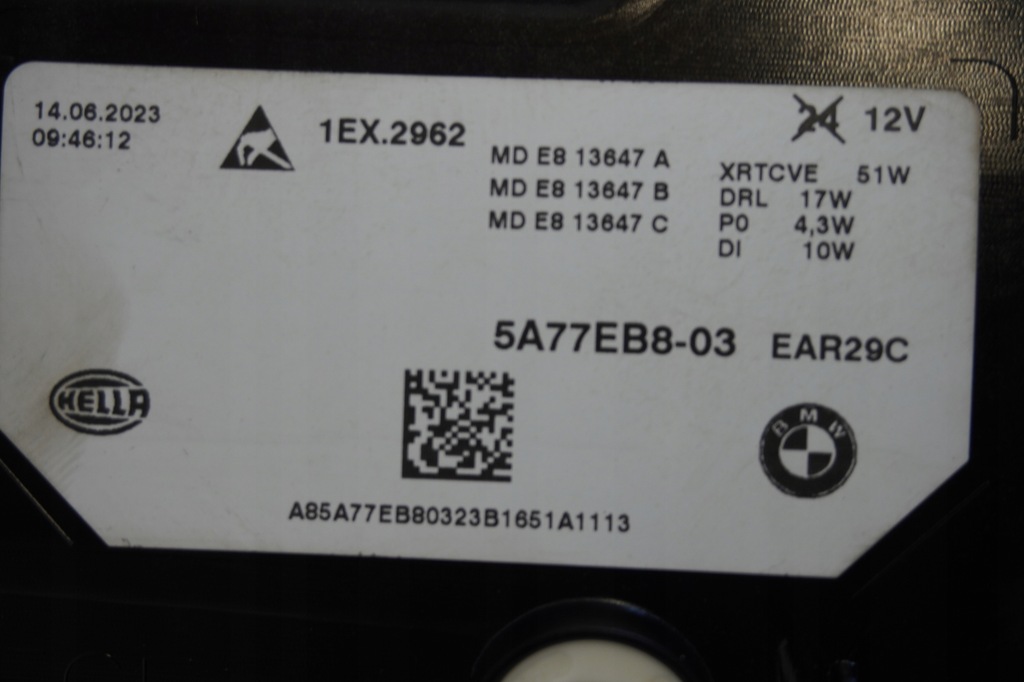 14.06.2023
09:46:12
1EX.2962
MD E8 13647 A
MD E8 13647 B
MD E8 13647 C
24 12V
XRTCVE 51W
DRL 17W
P0 4,3W
DI 10W
5A77EB8-03 EAR29C
HELLA
BMW
A85A77EB80323B1651A1113